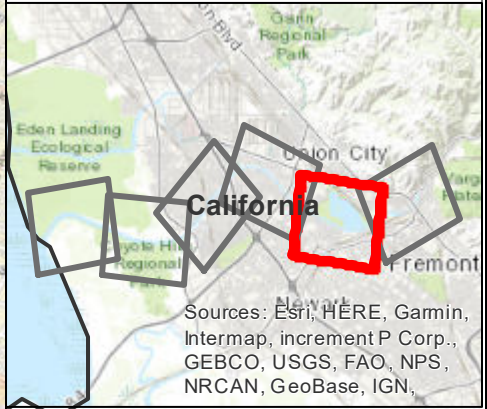 Garin
Regional
Park
Eden Landing
Ecological
Reserve
Union City
California
Fremont
Regional
Newark
Sources: Esri, HERE, Garmin,
Intermap, increment P Corp.,
GEBCO, USGS, FAO, NPS,
NRCAN, GeoBase, IGN,